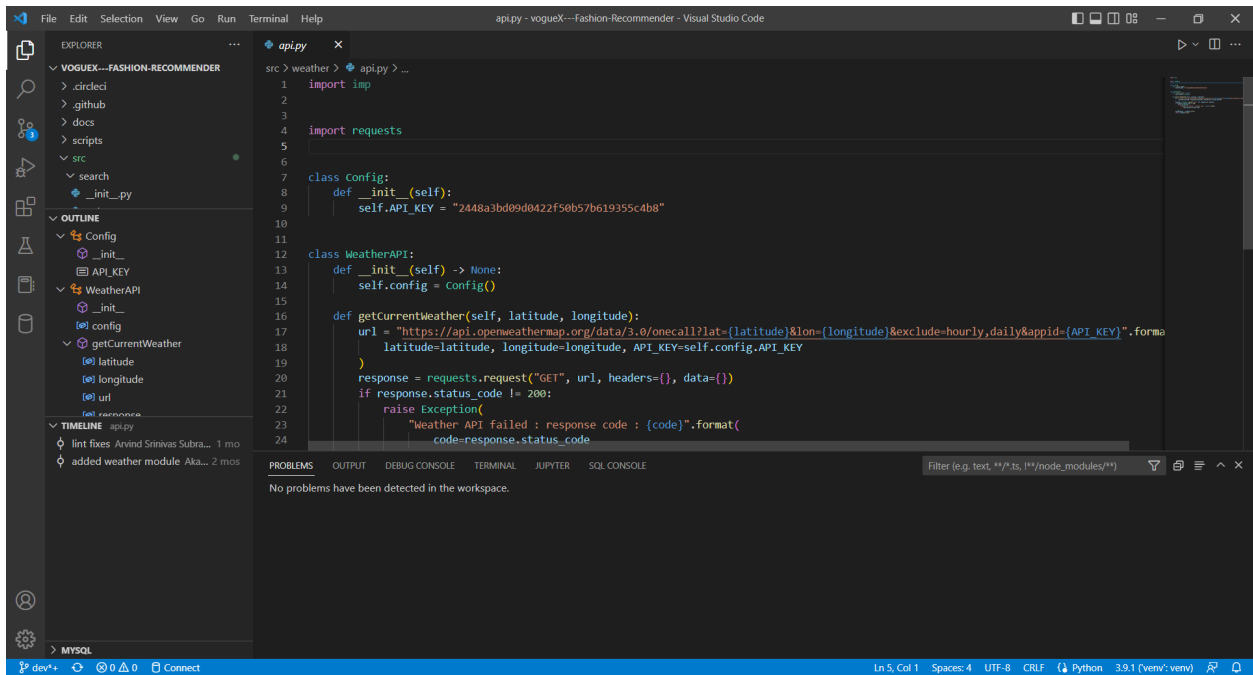 File Edit Selection View Go Run Terminal Help
api.py - vogueX---Fashion-Recommender - Visual Studio Code
EXPLORER
VOGUEX---FASHION-RECOMMENDER
.circleci
.github
docs
scripts
src
search
__init__.py
OUTLINE
Config
__init__
API_KEY
WeatherAPI
__init__
config
getCurrentWeather
latitude
longitude
url
response
TIMELINE api.py
lint fixes Arvind Srinivas Subra... 1 mo
added weather module Aka... 2 mos
MYSQL
3
api.py
src > weather > api.py > ...
1 import imp
2
3
4 import requests
5
6
7 class Config:
8 def __init__(self):
9 self.API_KEY = "2448a3bd09d0422f50b57b619355c4b8"
10
11
12 class WeatherAPI:
13 def __init__(self) -> None:
14 self.config = Config()
15
16 def getCurrentWeather(self, latitude, longitude):
17 url = "https://api.openweathermap.org/data/3.0/onecall?lat={latitude}&lon={longitude}&exclude=hourly,daily&appid={API_KEY}".forma
18 latitude=latitude, longitude=longitude, API_KEY=self.config.API_KEY
19 )
20 response = requests.request("GET", url, headers={}, data={})
21 if response.status_code != 200:
22 raise Exception(
23 "Weather API failed : response code : {code}".format(
24 code=response.status_code
PROBLEMS OUTPUT DEBUG CONSOLE TERMINAL JUPYTER SQL CONSOLE
Filter (e.g. text, **/*.ts, !**/node_modules/**)
No problems have been detected in the workspace.
dev*+ 0 0 Connect
Ln 5, Col 1 Spaces: 4 UTF-8 CRLF Python 3.9.1 ('venv': venv)